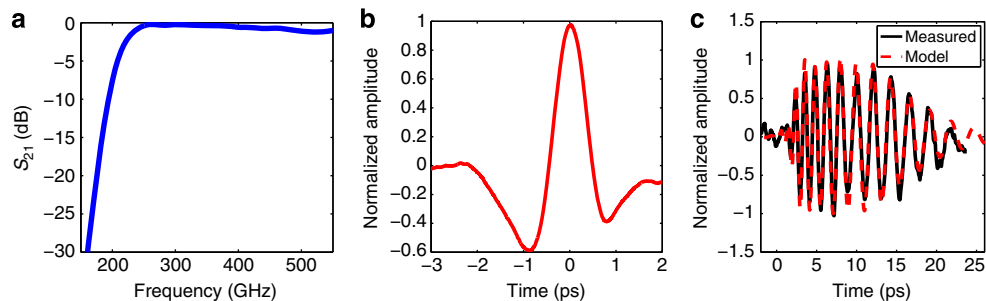 a
S21 (dB)
0
−5
−10
−15
−20
−25
−30
200 300 400 500
Frequency (GHz)
b
Normalized amplitude
1
0.8
0.6
0.4
0.2
0
−0.2
−0.4
−0.6
−3 −2 −1 0 1 2
Time (ps)
c
Normalized amplitude
1.5
1
0.5
0
−0.5
−1
−1.5
0 5 10 15 20 25
Time (ps)
Measured
Model